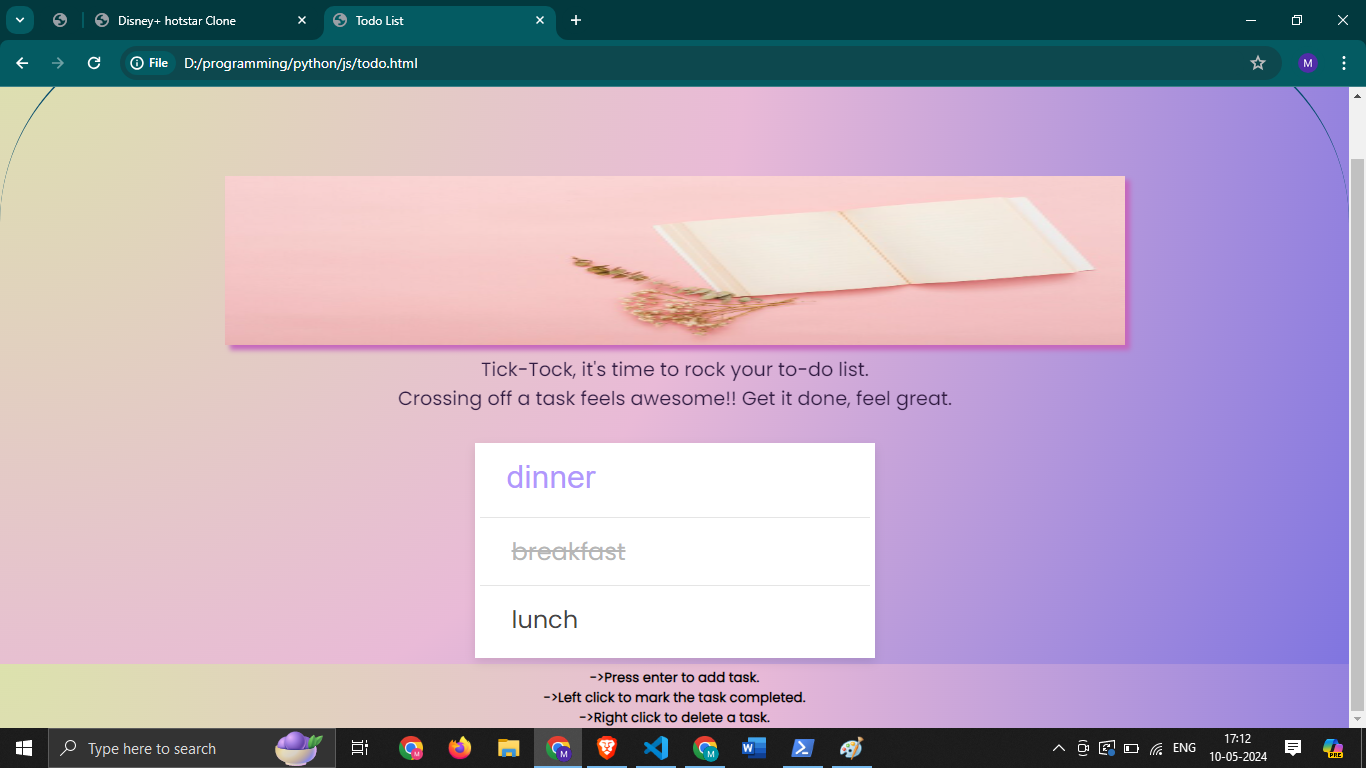 Disney+ hotstar Clone
Todo List
File
D:/programming/python/js/todo.html
M
Tick-Tock, it's time to rock your to-do list.
Crossing off a task feels awesome!! Get it done, feel great.
dinner
breakfast
lunch
->Press enter to add task.
->Left click to mark the task completed.
->Right click to delete a task.
Type here to search
M
M
M
W
ENG
17:12
10-05-2024
PRE